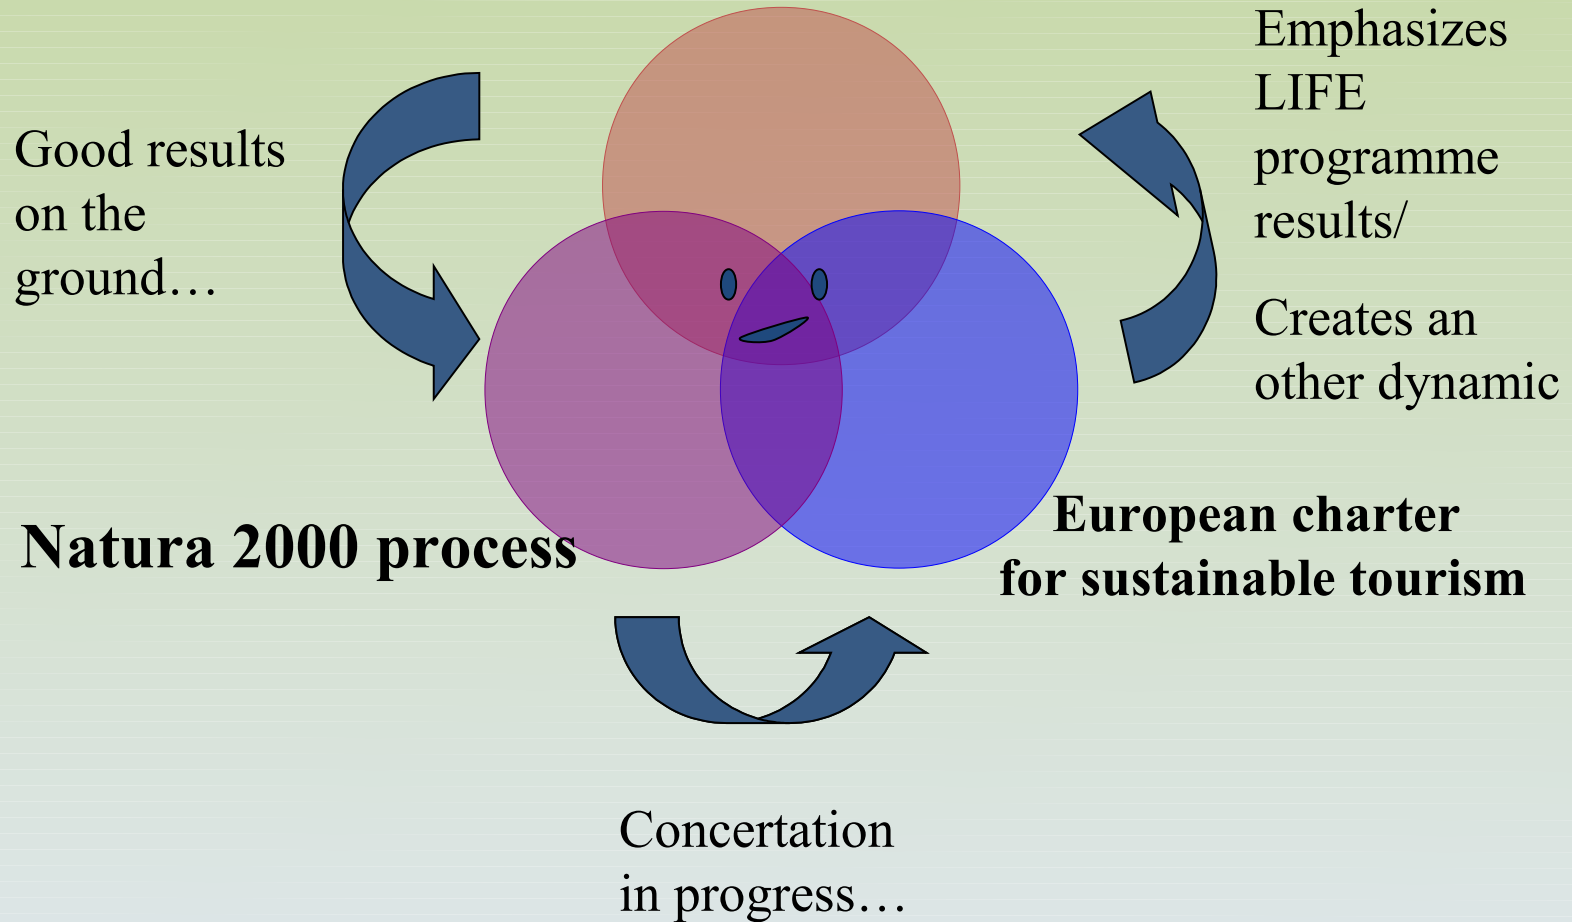 Good results
on the
ground…
Emphasizes
LIFE
programme
results/
Creates an
other dynamic
Natura 2000 process
European charter
for sustainable tourism
Concertation
in progress…